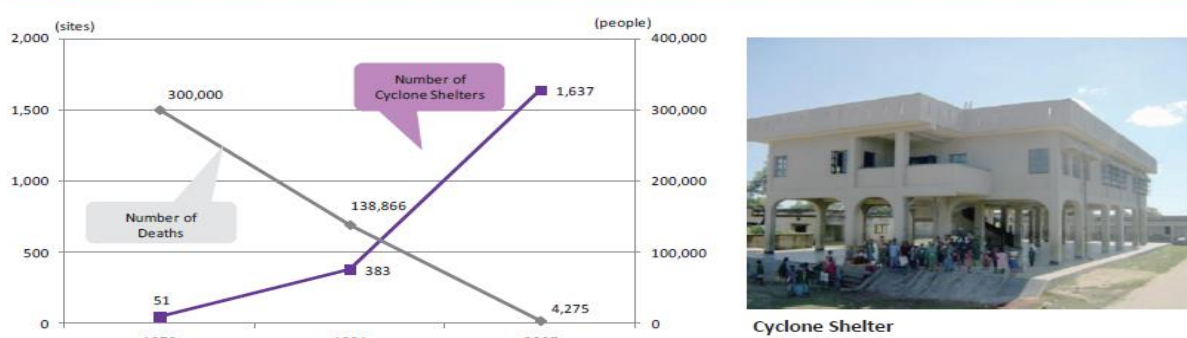 (sites)
(people)
2,000
400,000
Number of
Cyclone Shelters
300,000
1,637
1,500
300,000
1,000
200,000
Number of
Deaths
138,866
500
383
100,000
51
4,275
0
0
Cyclone Shelter